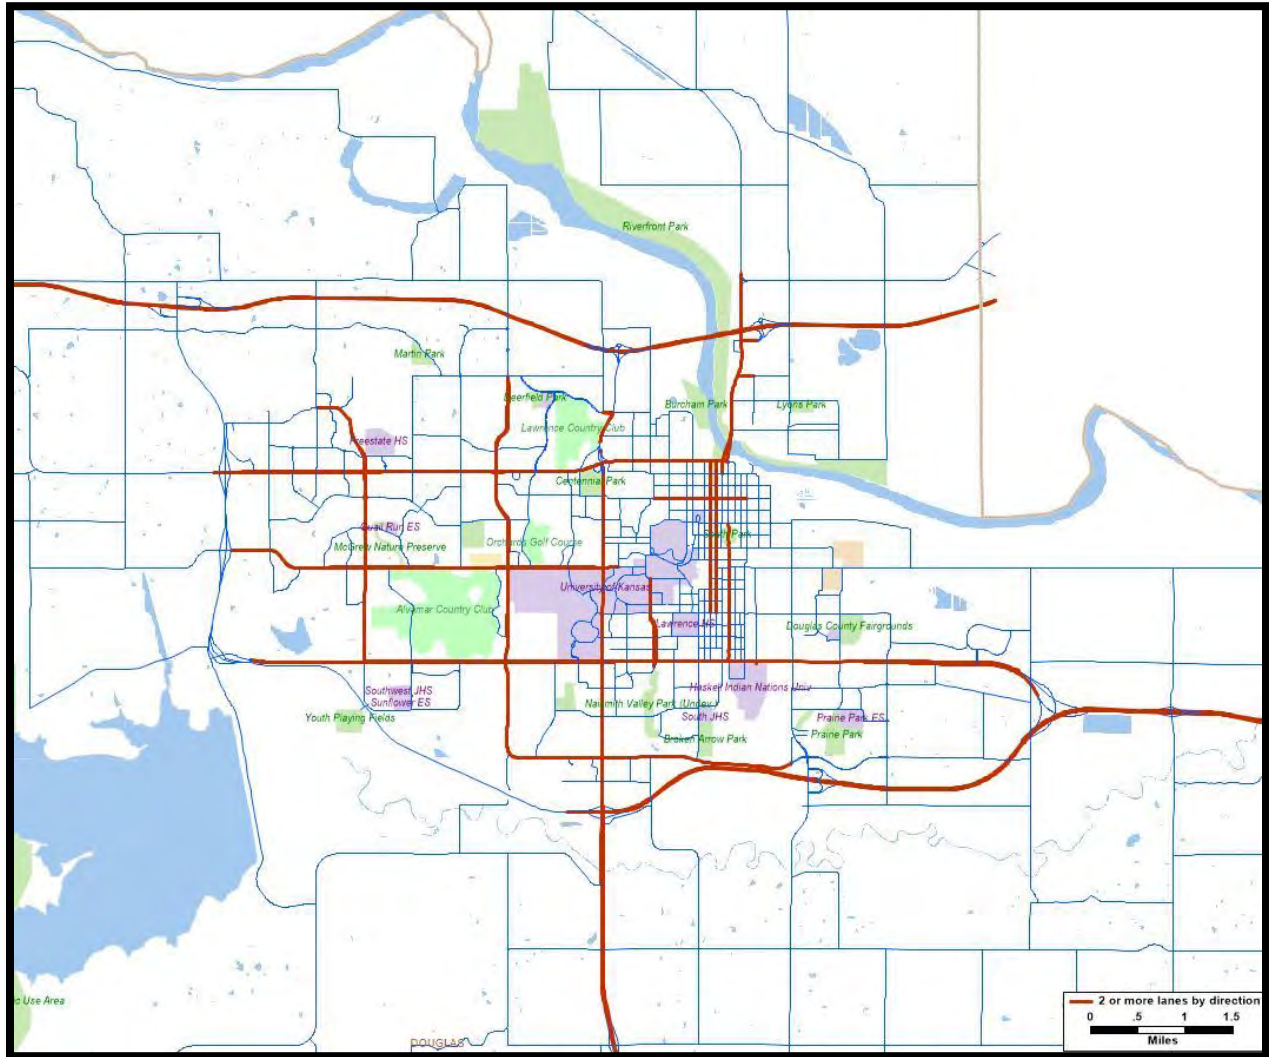 Riverfront Park
Martin Park
Deerfield Park
Burcham Park
Lyons Park
Lawrence Country Club
Freestate HS
Centennial Park
Quail Run ES
South Park
McGrew Nature Preserve
Orchards Golf Course
University of Kansas
Alvamar Country Club
Lawrence HS
Douglas County Fairgrounds
Southwest JHS
Sunflower ES
Haskell Indian Nations Univ
Naismith Valley Park (Undev.)
Youth Playing Fields
South JHS
Prairie Park ES
Broken Arrow Park
Prairie Park
c Use Area
2 or more lanes by direction
0 .5 1 1.5
Miles
DOUGLAS